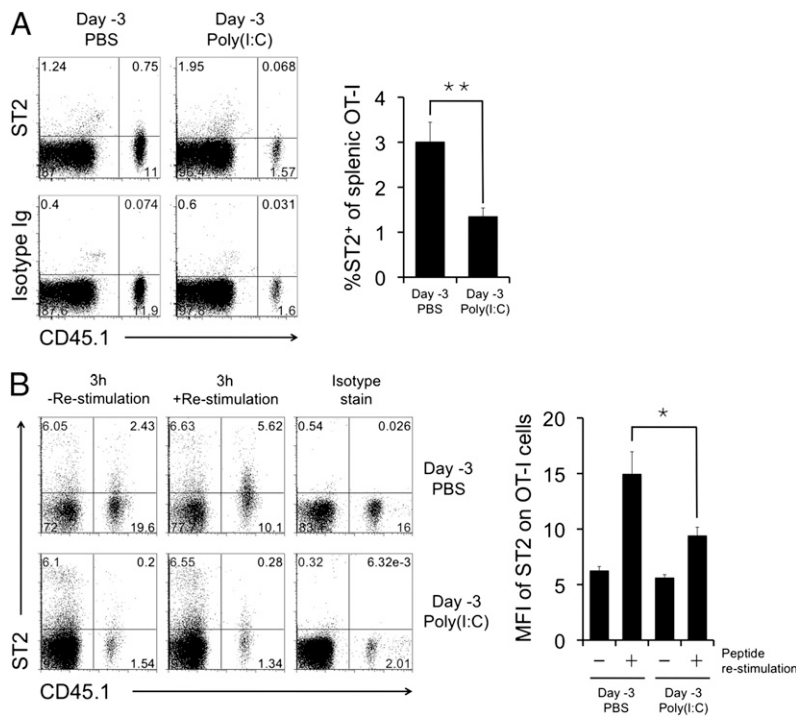 A
Day -3
PBS
Day -3
Poly(I:C)
ST2
1.24
0.75
87
11
1.95
0.068
96.4
1.57
Isotype Ig
0.4
0.074
87.6
11.9
0.6
0.031
97.8
1.6
CD45.1
%ST2+ of splenic OT-I
4
3
2
1
0
**
Day -3
PBS
Day -3
Poly(I:C)
B
3h
-Re-stimulation
3h
+Re-stimulation
Isotype
stain
ST2
6.05
2.43
72
19.6
6.63
5.62
77.7
10.1
0.54
0.026
83.4
16
Day -3
PBS
6.1
0.2
1.54
6.55
0.28
1.34
0.32
6.32e-3
2.01
Day -3
Poly(I:C)
CD45.1
MFI of ST2 on OT-I cells
20
15
10
5
0
*
− + − +
Peptide
re-stimulation
Day -3
PBS
Day -3
Poly(I:C)